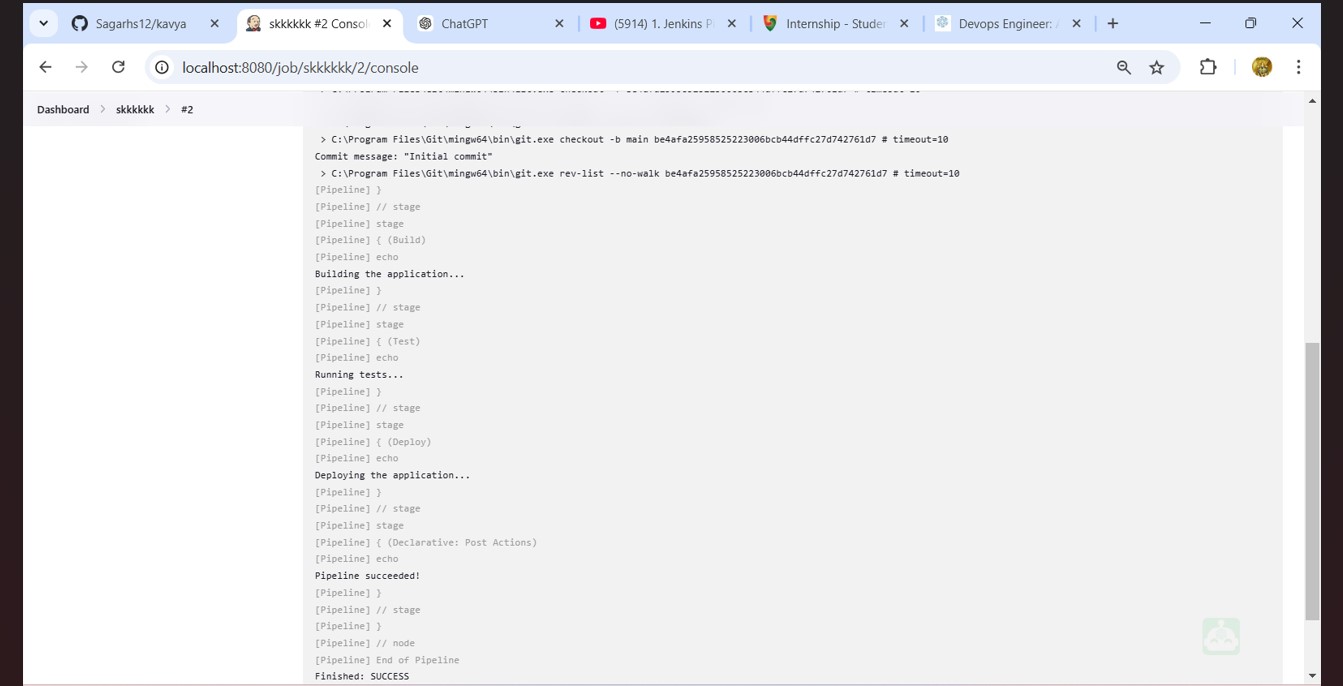 Sagarhs12/kavya
skkkkkk #2 Conso
ChatGPT
(5914) 1. Jenkins P
Internship - Studen
Devops Engineer: A
localhost:8080/job/skkkkkk/2/console
Dashboard > skkkkkk > #2
> C:\Program Files\Git\mingw64\bin\git.exe checkout -b main be4afa25958525223006bcb44dffc27d742761d7 # timeout=10
Commit message: "Initial commit"
> C:\Program Files\Git\mingw64\bin\git.exe rev-list --no-walk be4afa25958525223006bcb44dffc27d742761d7 # timeout=10
[Pipeline] }
[Pipeline] // stage
[Pipeline] stage
[Pipeline] { (Build)
[Pipeline] echo
Building the application...
[Pipeline] }
[Pipeline] // stage
[Pipeline] stage
[Pipeline] { (Test)
[Pipeline] echo
Running tests...
[Pipeline] }
[Pipeline] // stage
[Pipeline] stage
[Pipeline] { (Deploy)
[Pipeline] echo
Deploying the application...
[Pipeline] }
[Pipeline] // stage
[Pipeline] stage
[Pipeline] { (Declarative: Post Actions)
[Pipeline] echo
Pipeline succeeded!
[Pipeline] }
[Pipeline] // stage
[Pipeline] }
[Pipeline] // node
[Pipeline] End of Pipeline
Finished: SUCCESS